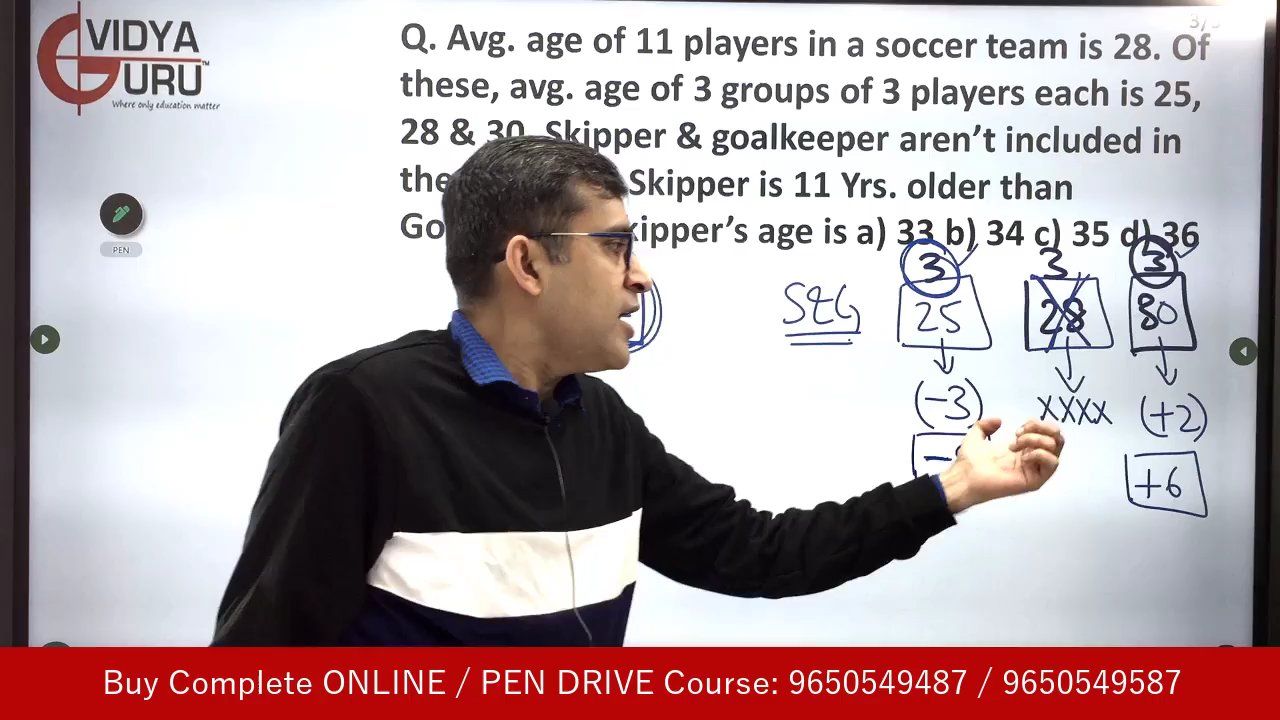 VIDYA
GURU™
Where only education matter
3/5
Q. Avg. age of 11 players in a soccer team is 28. Of
these, avg. age of 3 groups of 3 players each is 25,
28 & 30. Skipper & goalkeeper aren't included in
the Skipper is 11 Yrs. older than
Go kipper's age is a) 33 b) 34 c) 35 d) 36
PEN
3 3 3
S&G 25 28 30
(-3) xxxx (+2)
+6
Buy Complete ONLINE / PEN DRIVE Course: 9650549487 / 9650549587